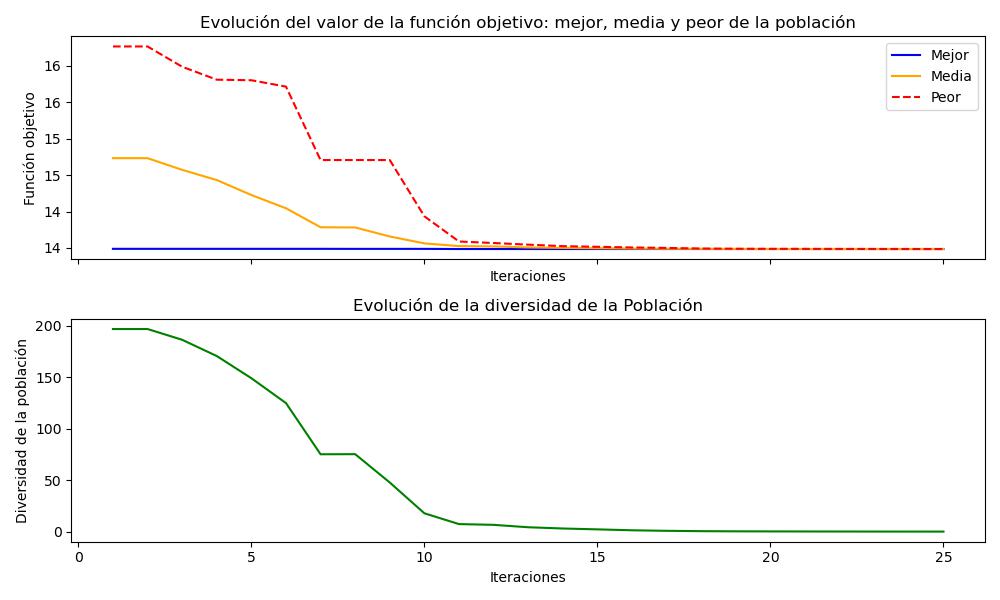 Evolución del valor de la función objetivo: mejor, media y peor de la población
Función objetivo
16
16
15
15
14
14
Mejor
Media
Peor
Iteraciones
Evolución de la diversidad de la Población
Diversidad de la población
200
150
100
50
0
0
5
10
15
20
25
Iteraciones